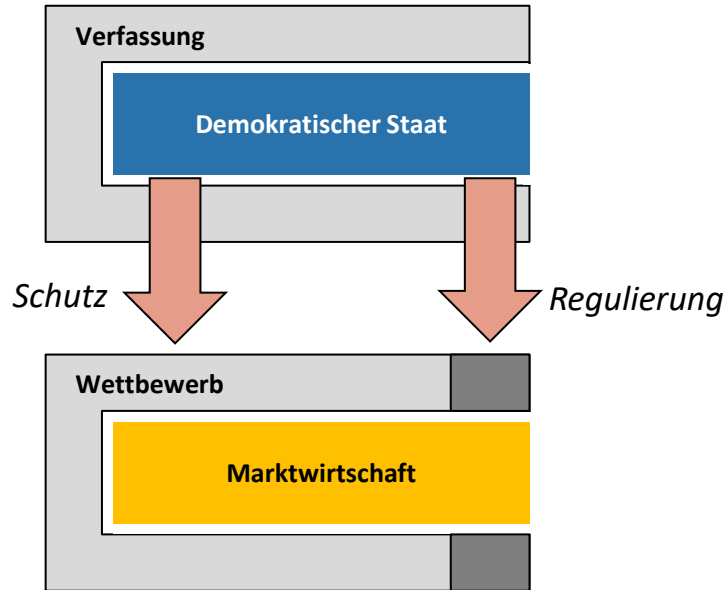 Verfassung
Demokratischer Staat
Schutz
Regulierung
Wettbewerb
Marktwirtschaft